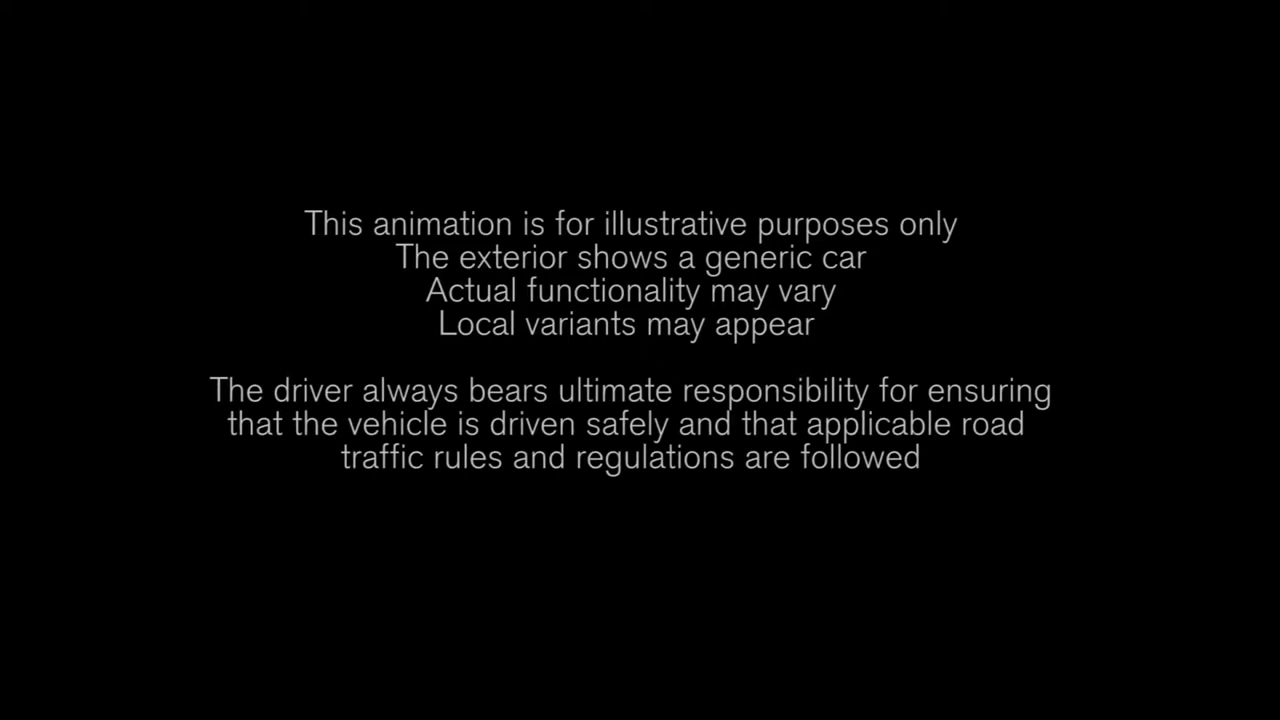 This animation is for illustrative purposes only
The exterior shows a generic car
Actual functionality may vary
Local variants may appear
The driver always bears ultimate responsibility for ensuring
that the vehicle is driven safely and that applicable road
traffic rules and regulations are followed